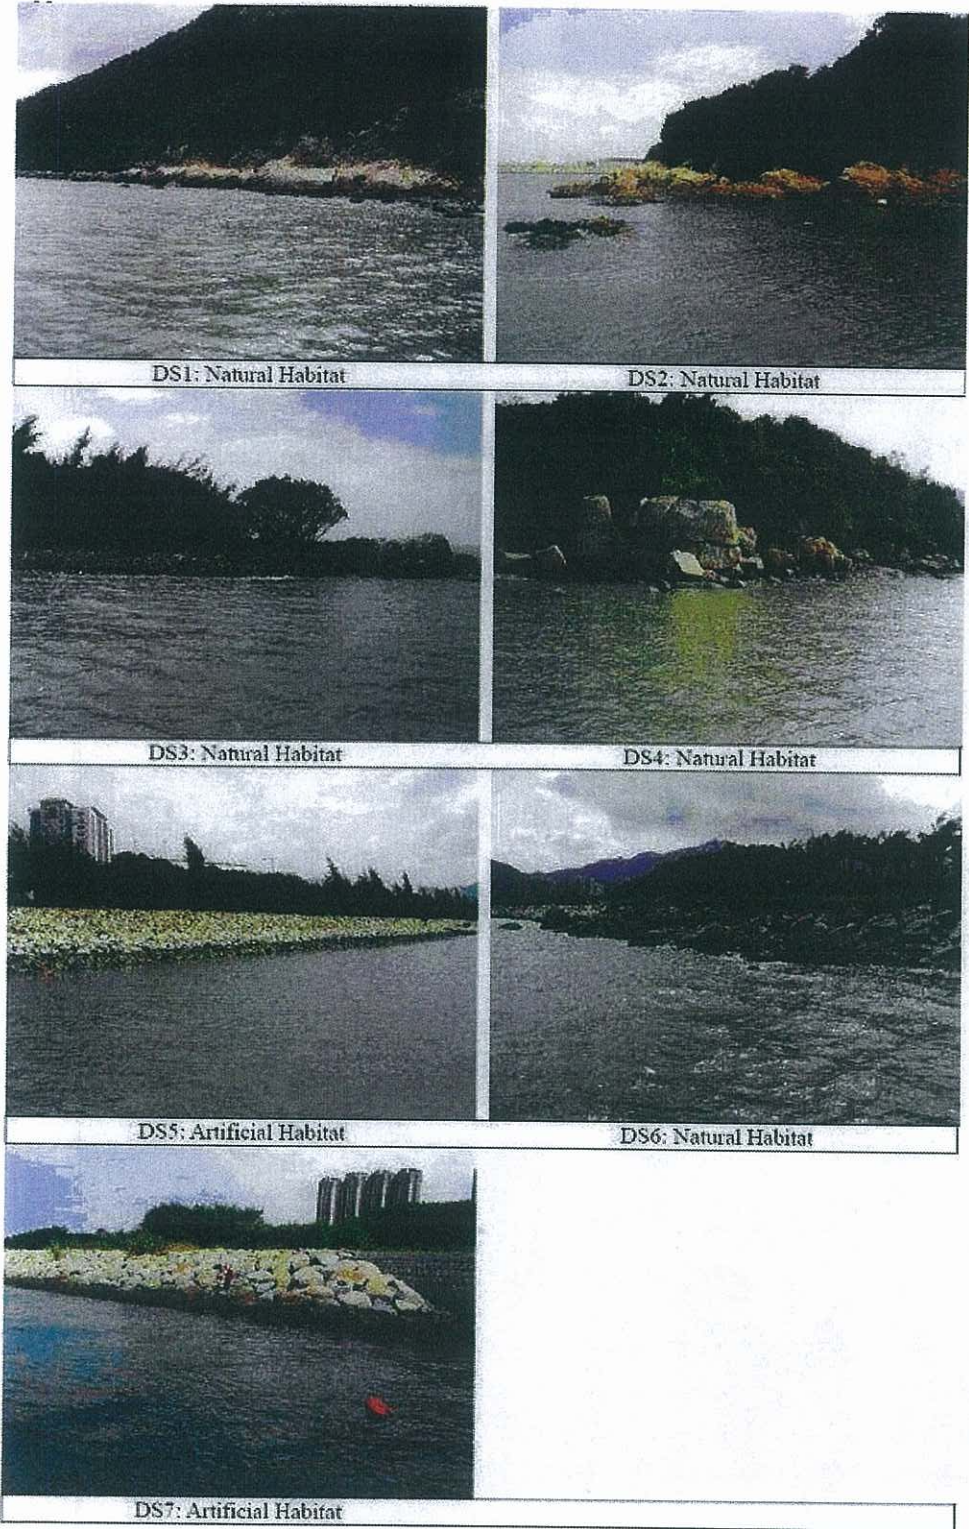 DS1: Natural Habitat
DS2: Natural Habitat
DS3: Natural Habitat
DS4: Natural Habitat
DS5: Artificial Habitat
DS6: Natural Habitat
DS7: Artificial Habitat